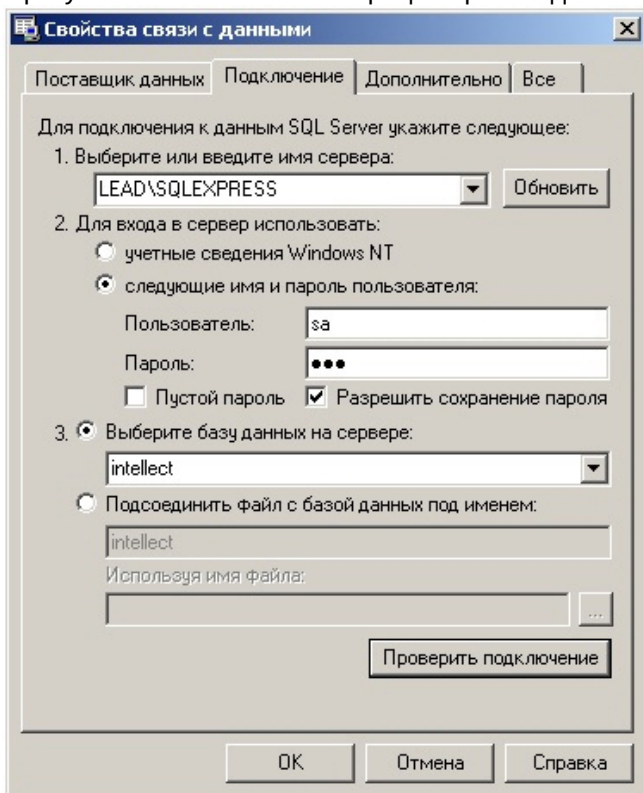 Свойства связи с данными
Поставщик данных Подключение Дополнительно Все
Для подключения к данным SQL Server укажите следующее:
1. Выберите или введите имя сервера:
LEAD\SQLEXPRESS Обновить
2. Для входа в сервер использовать:
учетные сведения Windows NT
следующие имя и пароль пользователя:
Пользователь: sa
Пароль: ●●●
Пустой пароль Разрешить сохранение пароля
3. Выберите базу данных на сервере:
intellect
Подсоединить файл с базой данных под именем:
intellect
Используя имя файла:
...
Проверить подключение
OK Отмена Справка